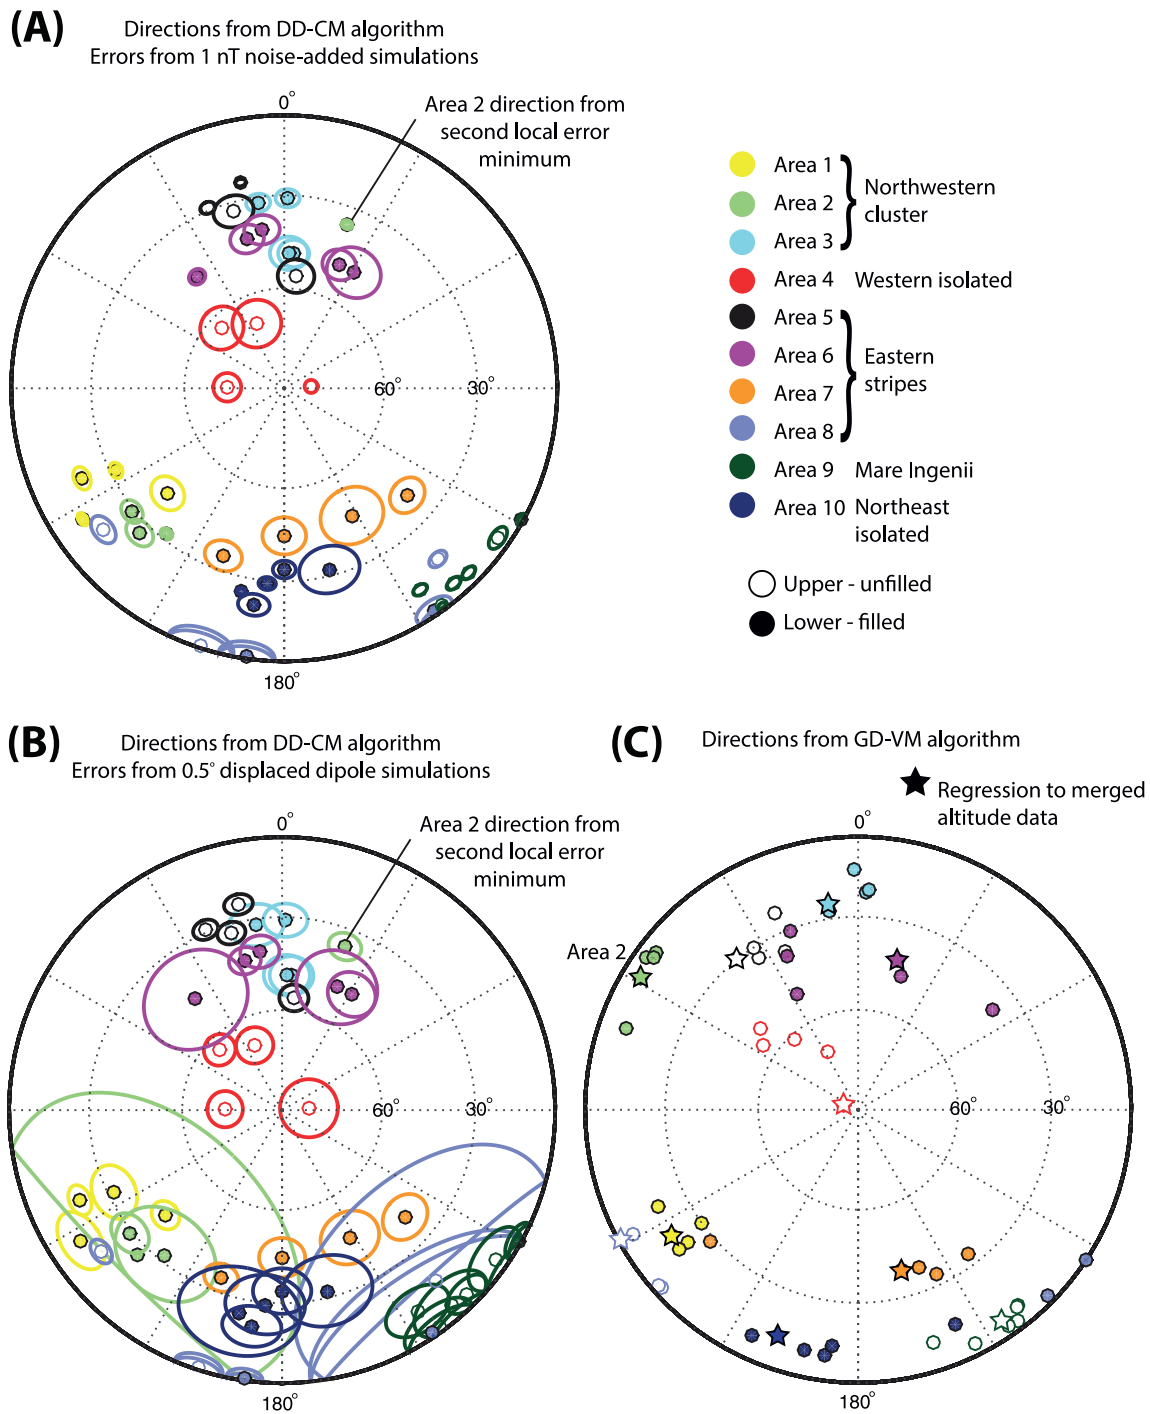 (A)
Directions from DD-CM algorithm
Errors from 1 nT noise-added simulations
0°
Area 2 direction from
second local error
minimum
60°
30°
180°
Area 1
Area 2
Area 3
Northwestern
cluster
Area 4 Western isolated
Area 5
Area 6
Area 7
Area 8
Eastern
stripes
Area 9 Mare Ingenii
Area 10 Northeast
isolated
Upper - unfilled
Lower - filled
(B)
Directions from DD-CM algorithm
Errors from 0.5° displaced dipole simulations
0°
Area 2 direction from
second local error
minimum
60°
30°
180°
(C)
Directions from GD-VM algorithm
Regression to merged
altitude data
0°
Area 2
60°
30°
180°